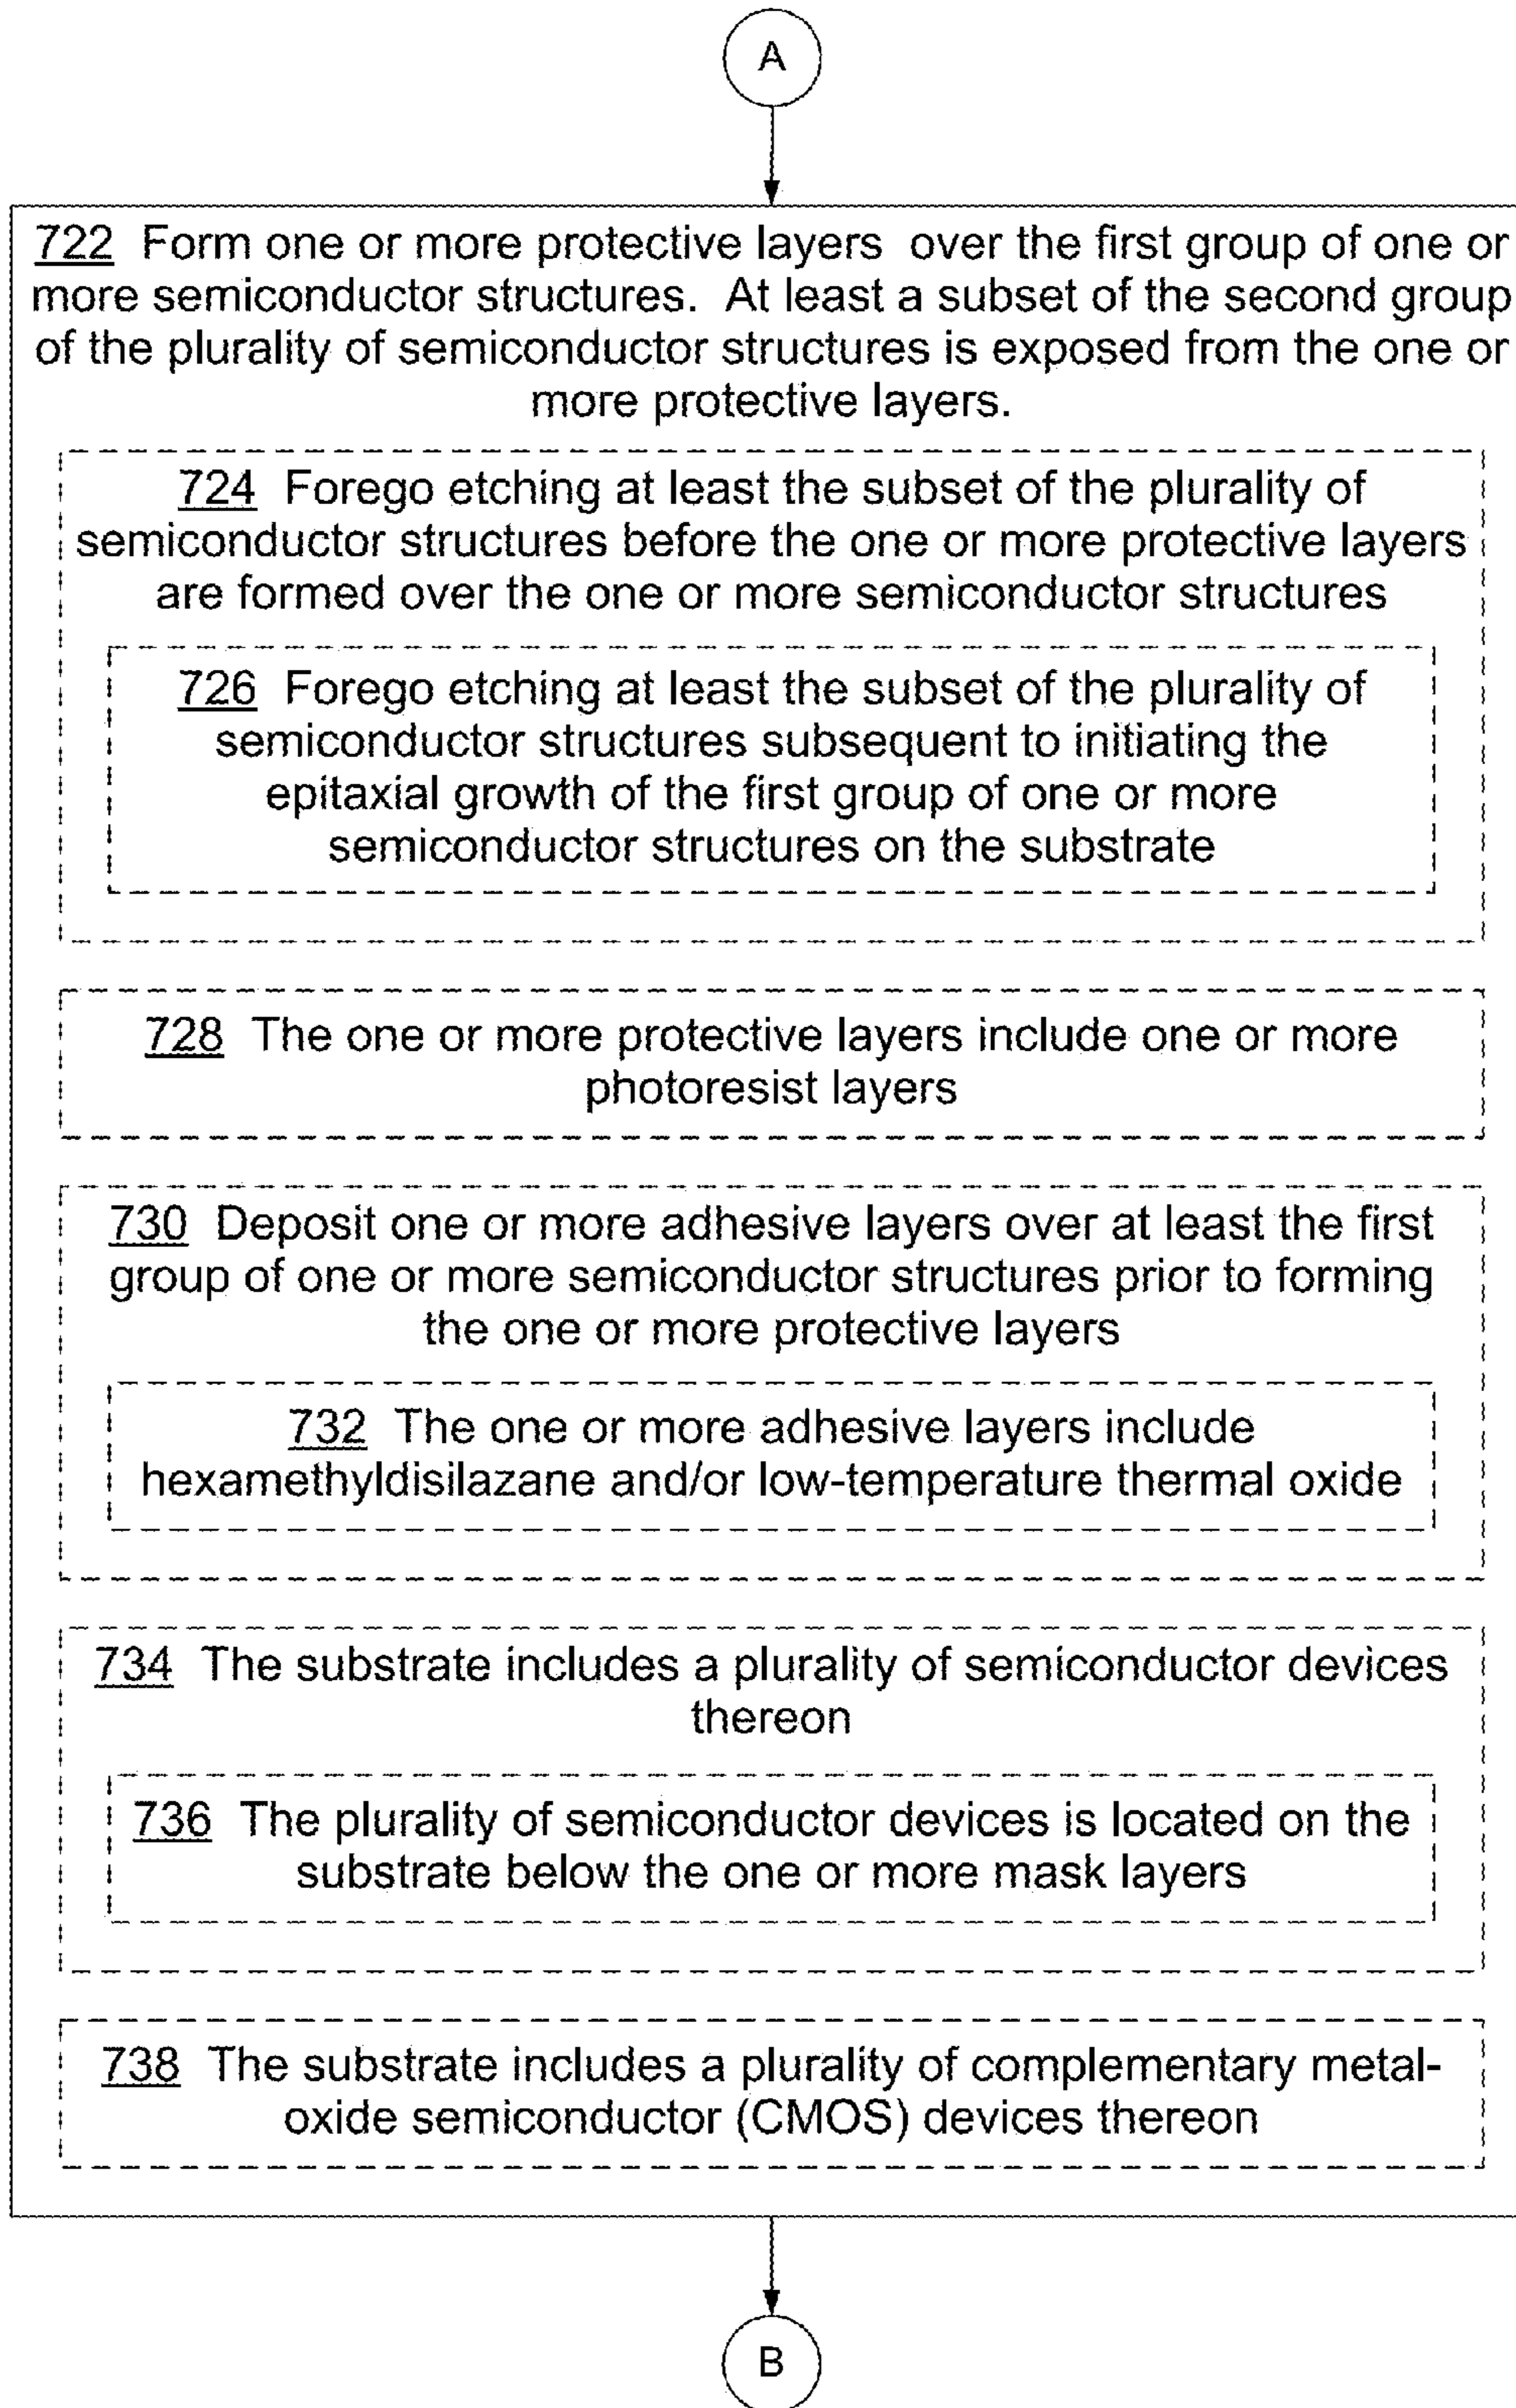 A
722 Form one or more protective layers over the first group of one or
more semiconductor structures. At least a subset of the second group
of the plurality of semiconductor structures is exposed from the one or
more protective layers.
724 Forego etching at least the subset of the plurality of
semiconductor structures before the one or more protective layers
are formed over the one or more semiconductor structures
726 Forego etching at least the subset of the plurality of
semiconductor structures subsequent to initiating the
epitaxial growth of the first group of one or more
semiconductor structures on the substrate
728 The one or more protective layers include one or more
photoresist layers
730 Deposit one or more adhesive layers over at least the first
group of one or more semiconductor structures prior to forming
the one or more protective layers
732 The one or more adhesive layers include
hexamethyldisilazane and/or low-temperature thermal oxide
734 The substrate includes a plurality of semiconductor devices
thereon
736 The plurality of semiconductor devices is located on the
substrate below the one or more mask layers
738 The substrate includes a plurality of complementary metal-
oxide semiconductor (CMOS) devices thereon
B